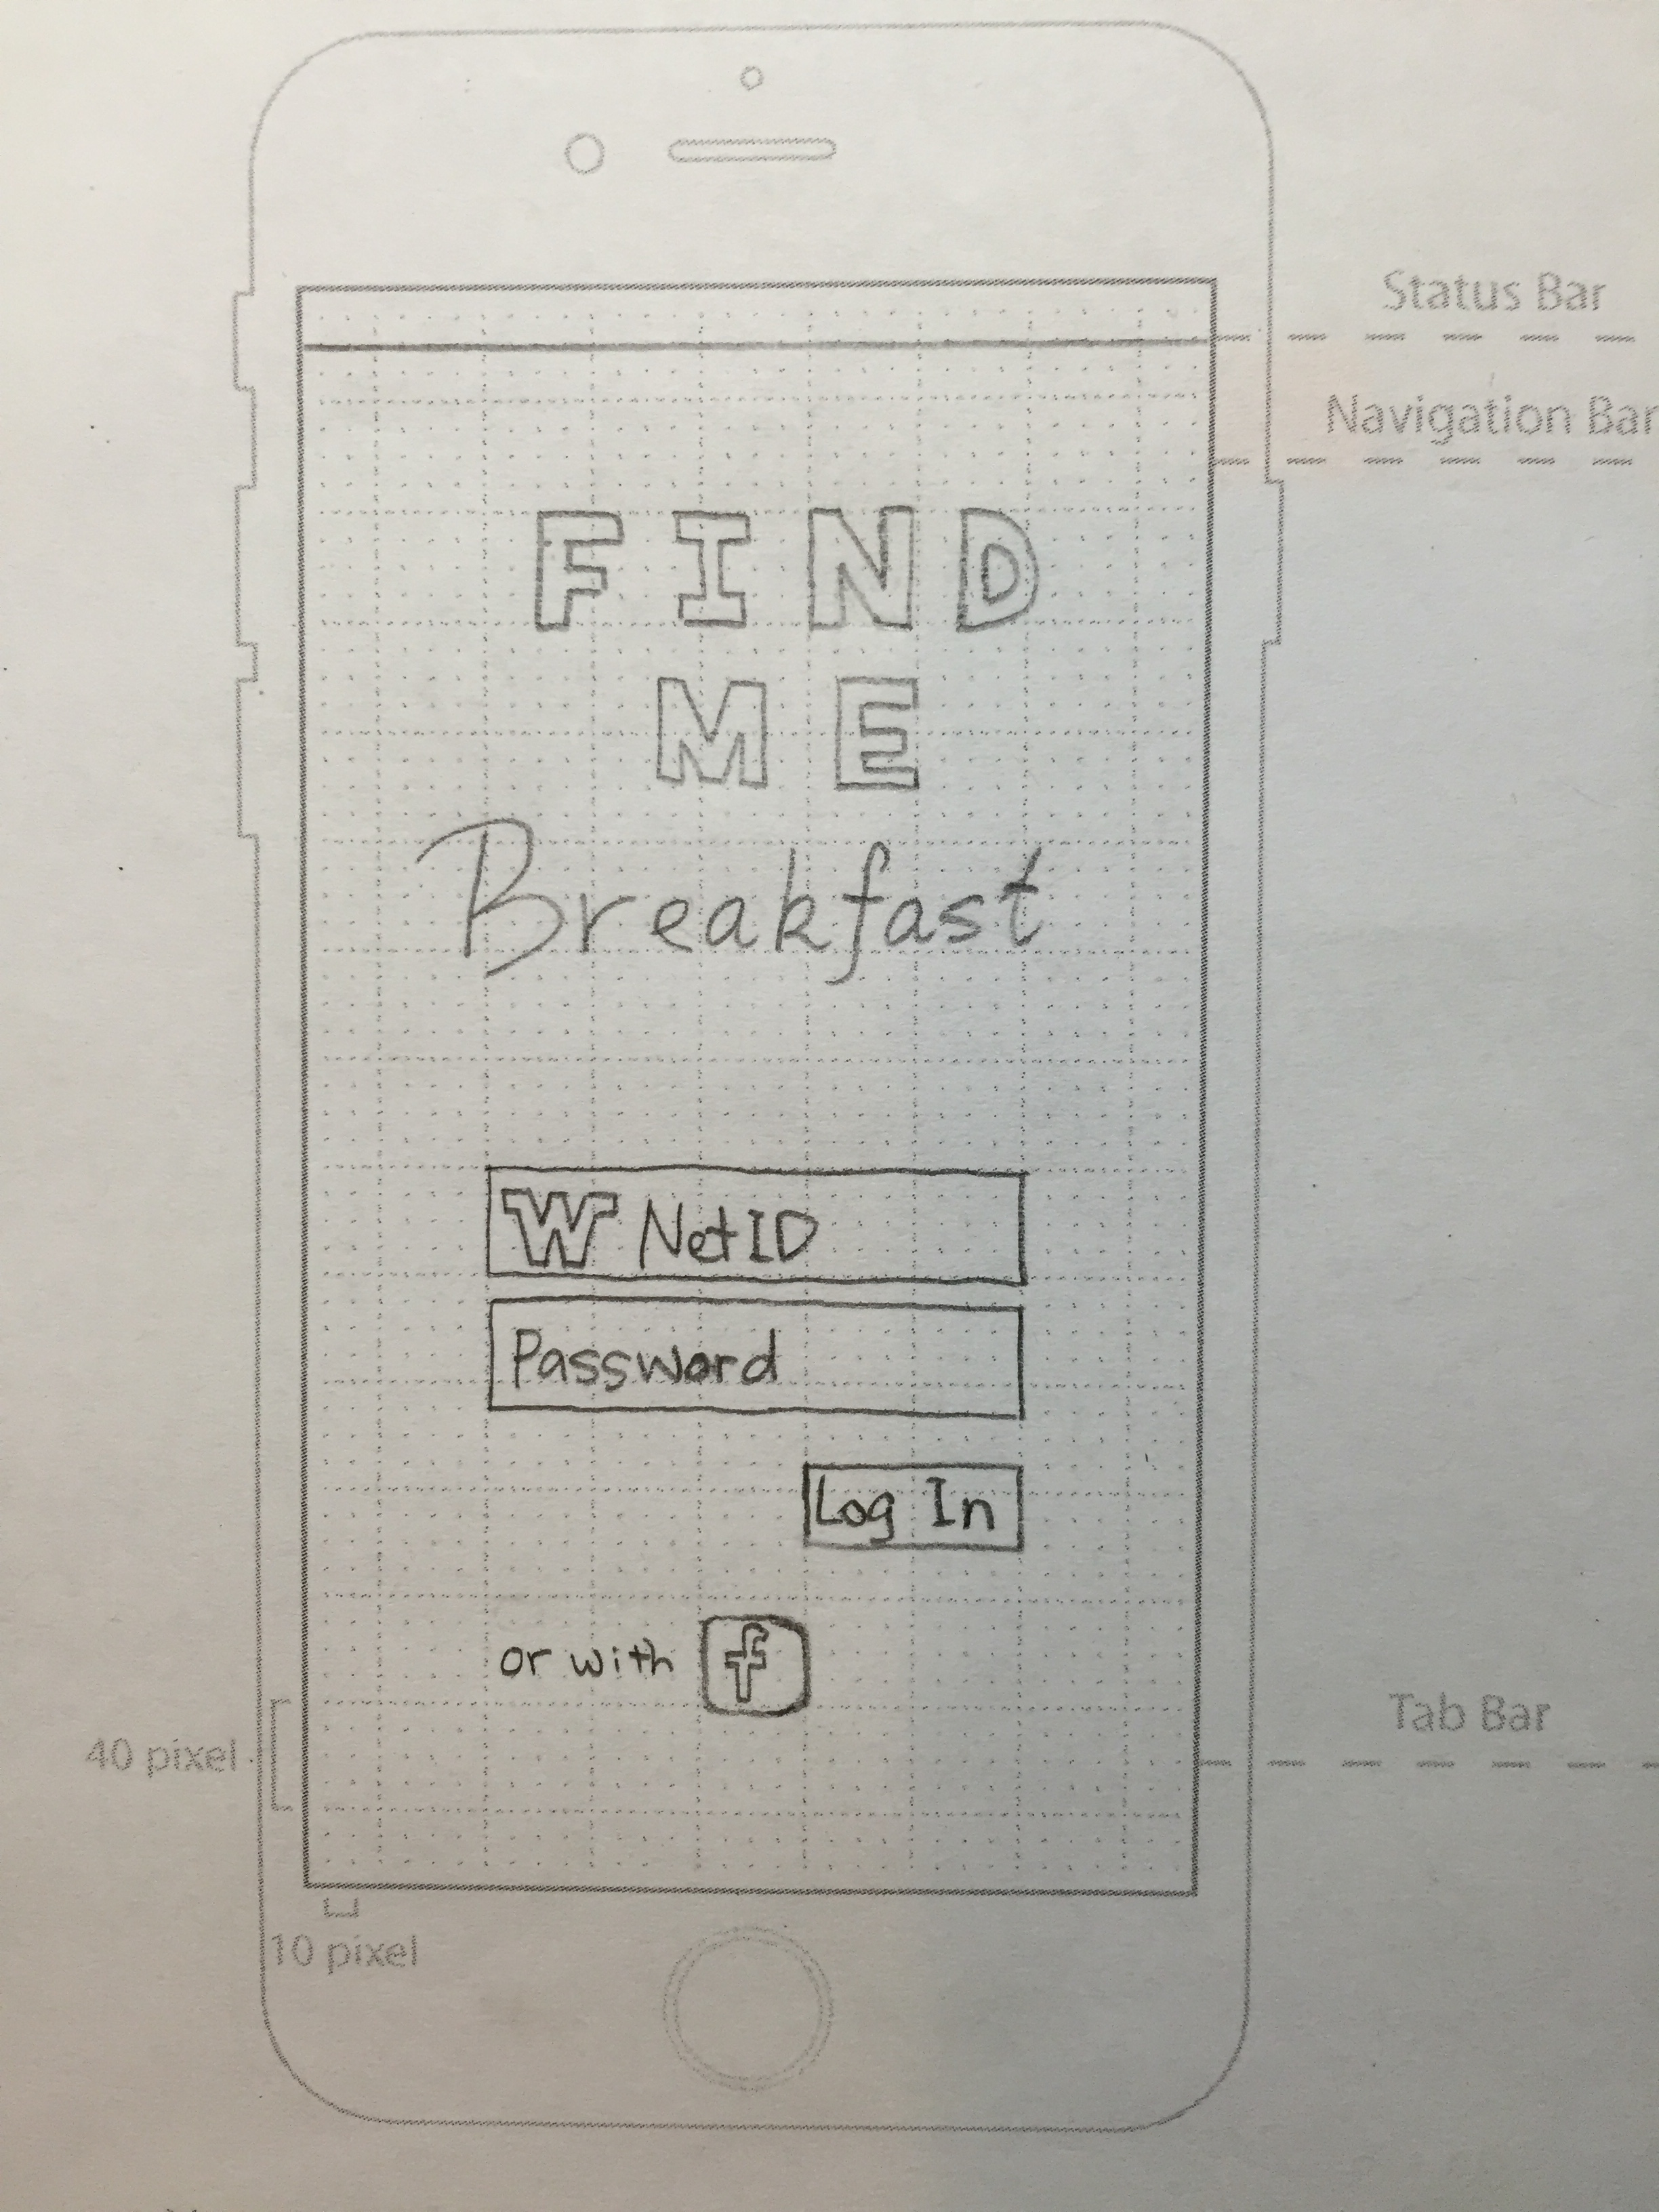 Status Bar
Navigation Bar
FIND
ME
Breakfast
W NetID
Password
Log In
or with f
Tab Bar
40 pixel
10 pixel